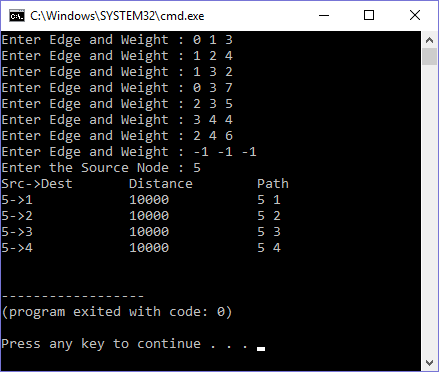 C:\Windows\SYSTEM32\cmd.exe
Enter Edge and Weight : 0 1 3
Enter Edge and Weight : 1 2 4
Enter Edge and Weight : 1 3 2
Enter Edge and Weight : 0 3 7
Enter Edge and Weight : 2 3 5
Enter Edge and Weight : 3 4 4
Enter Edge and Weight : 2 4 6
Enter Edge and Weight : -1 -1 -1
Enter the Source Node : 5
Src->Dest Distance Path
5->1 10000 5 1
5->2 10000 5 2
5->3 10000 5 3
5->4 10000 5 4
------------------
(program exited with code: 0)
Press any key to continue . . .